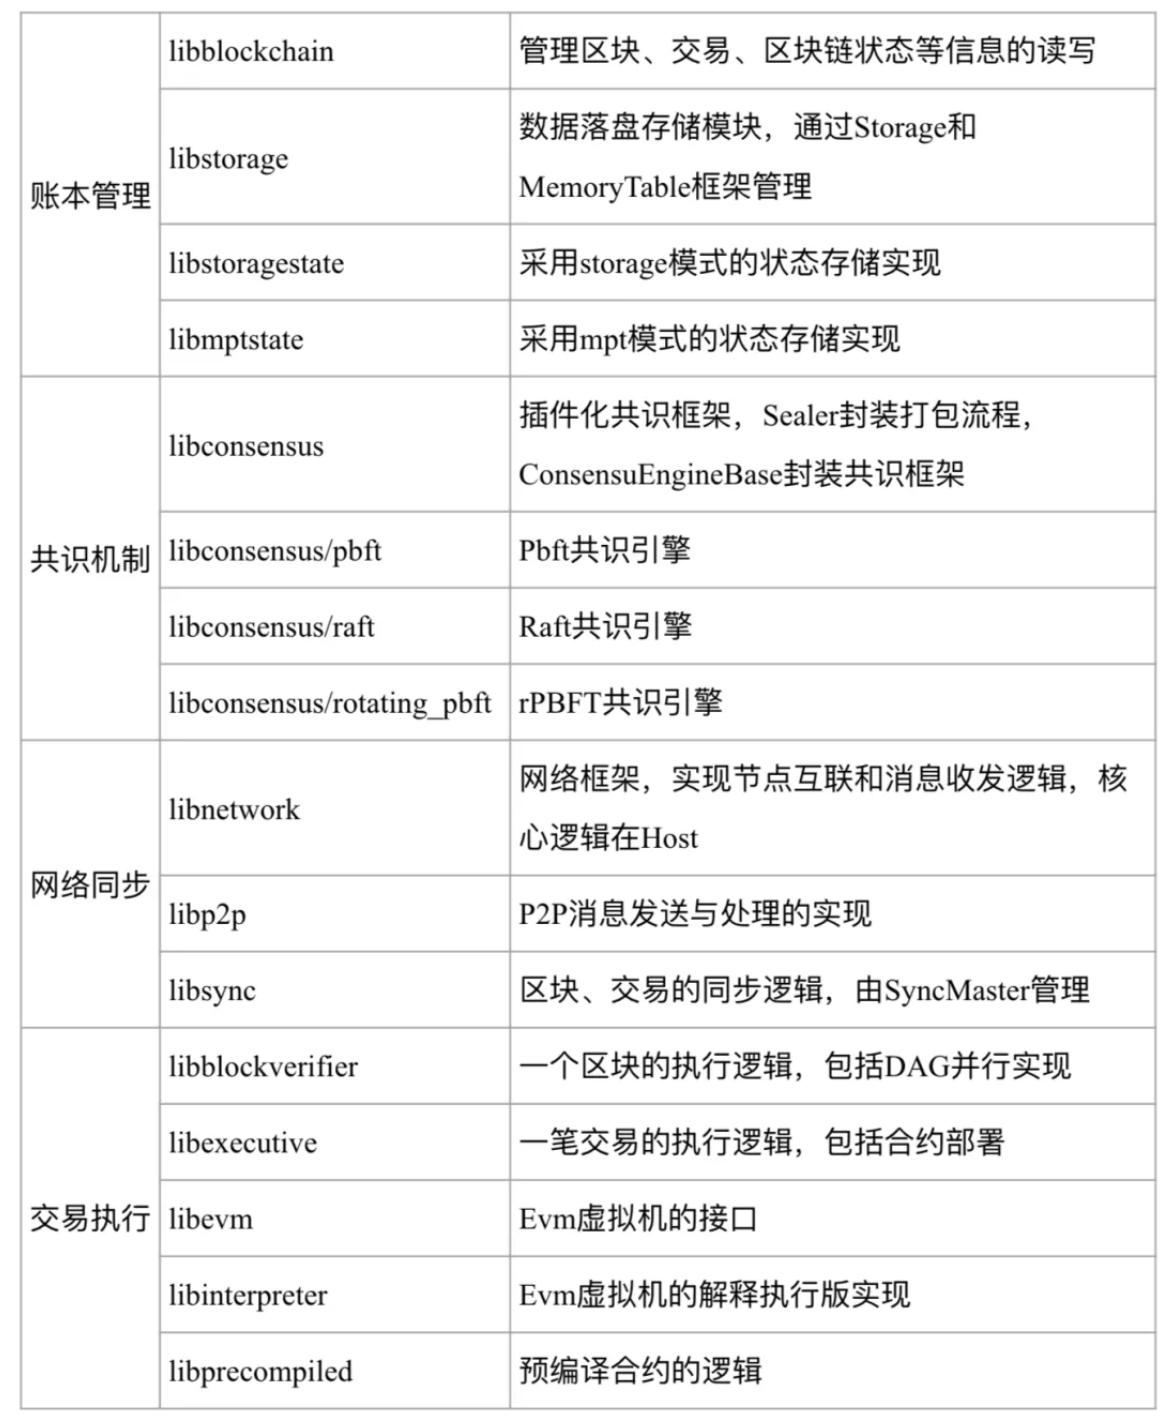 账本管理
libblockchain
管理区块、交易、区块链状态等信息的读写
libstorage
数据落盘存储模块，通过Storage和
MemoryTable框架管理
libstoragestate
采用storage模式的状态存储实现
libmptstate
采用mpt模式的状态存储实现
共识机制
libconsensus
插件化共识框架，Sealer封装打包流程，
ConsensuEngineBase封装共识框架
libconsensus/pbft
Pbft共识引擎
libconsensus/raft
Raft共识引擎
libconsensus/rotating_pbft
rPBFT共识引擎
网络同步
libnetwork
网络框架，实现节点互联和消息收发逻辑，核
心逻辑在Host
libp2p
P2P消息发送与处理的实现
libsync
区块、交易的同步逻辑，由SyncMaster管理
交易执行
libblockverifier
一个区块的执行逻辑，包括DAG并行实现
libexecutive
一笔交易的执行逻辑，包括合约部署
libevm
Evm虚拟机的接口
libinterpreter
Evm虚拟机的解释执行版实现
libprecompiled
预编译合约的逻辑